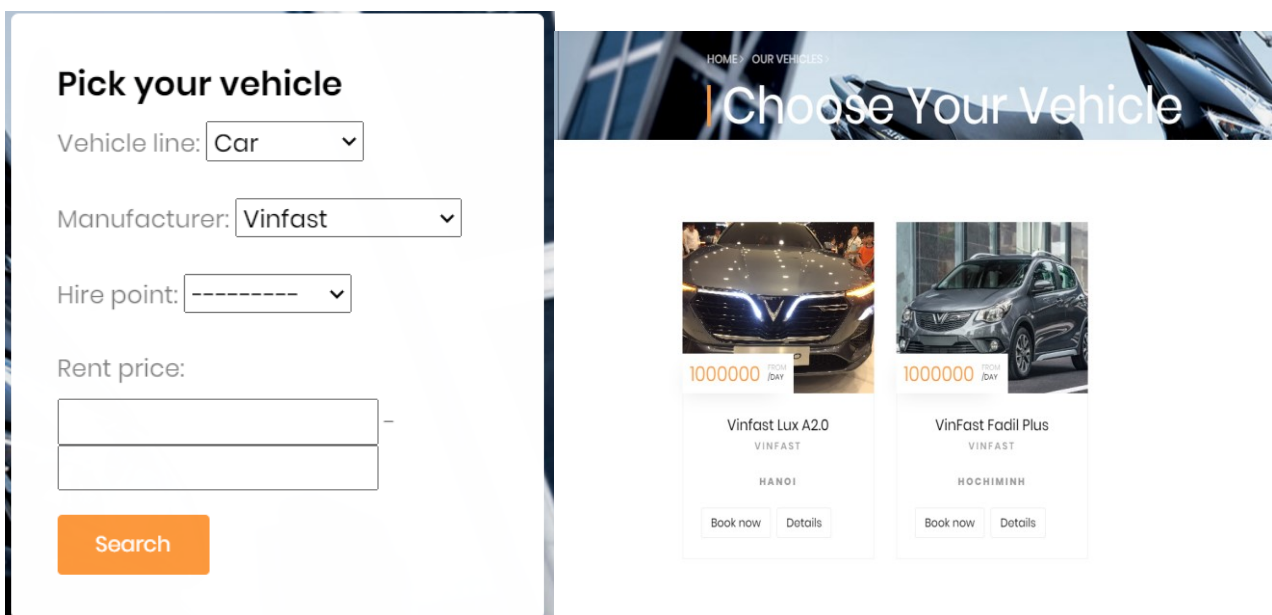 Pick your vehicle
Vehicle line: Car
Manufacturer: Vinfast
Hire point: ---------
Rent price:
–
Search
HOME > OUR VEHICLES >
Choose Your Vehicle
1000000 FROM /DAY
Vinfast Lux A2.0
VINFAST
HANOI
Book now Details
1000000 FROM /DAY
VinFast Fadil Plus
VINFAST
HOCHIMINH
Book now Details